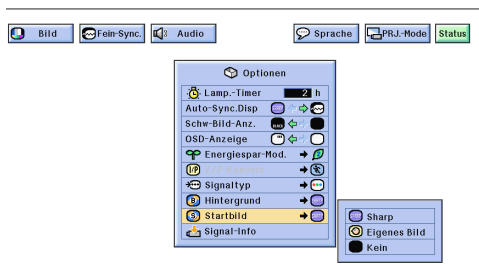 Bild Fein-Sync. Audio Sprache PRJ.-Mode Status
Optionen
Lamp.-Timer 2 h
Auto-Sync.Disp
Schw-Bild-Anz.
OSD-Anzeige
Energiespar-Mod.
I/P
Signaltyp
B Hintergrund
S Startbild
Signal-Info
Sharp
Eigenes Bild
Kein